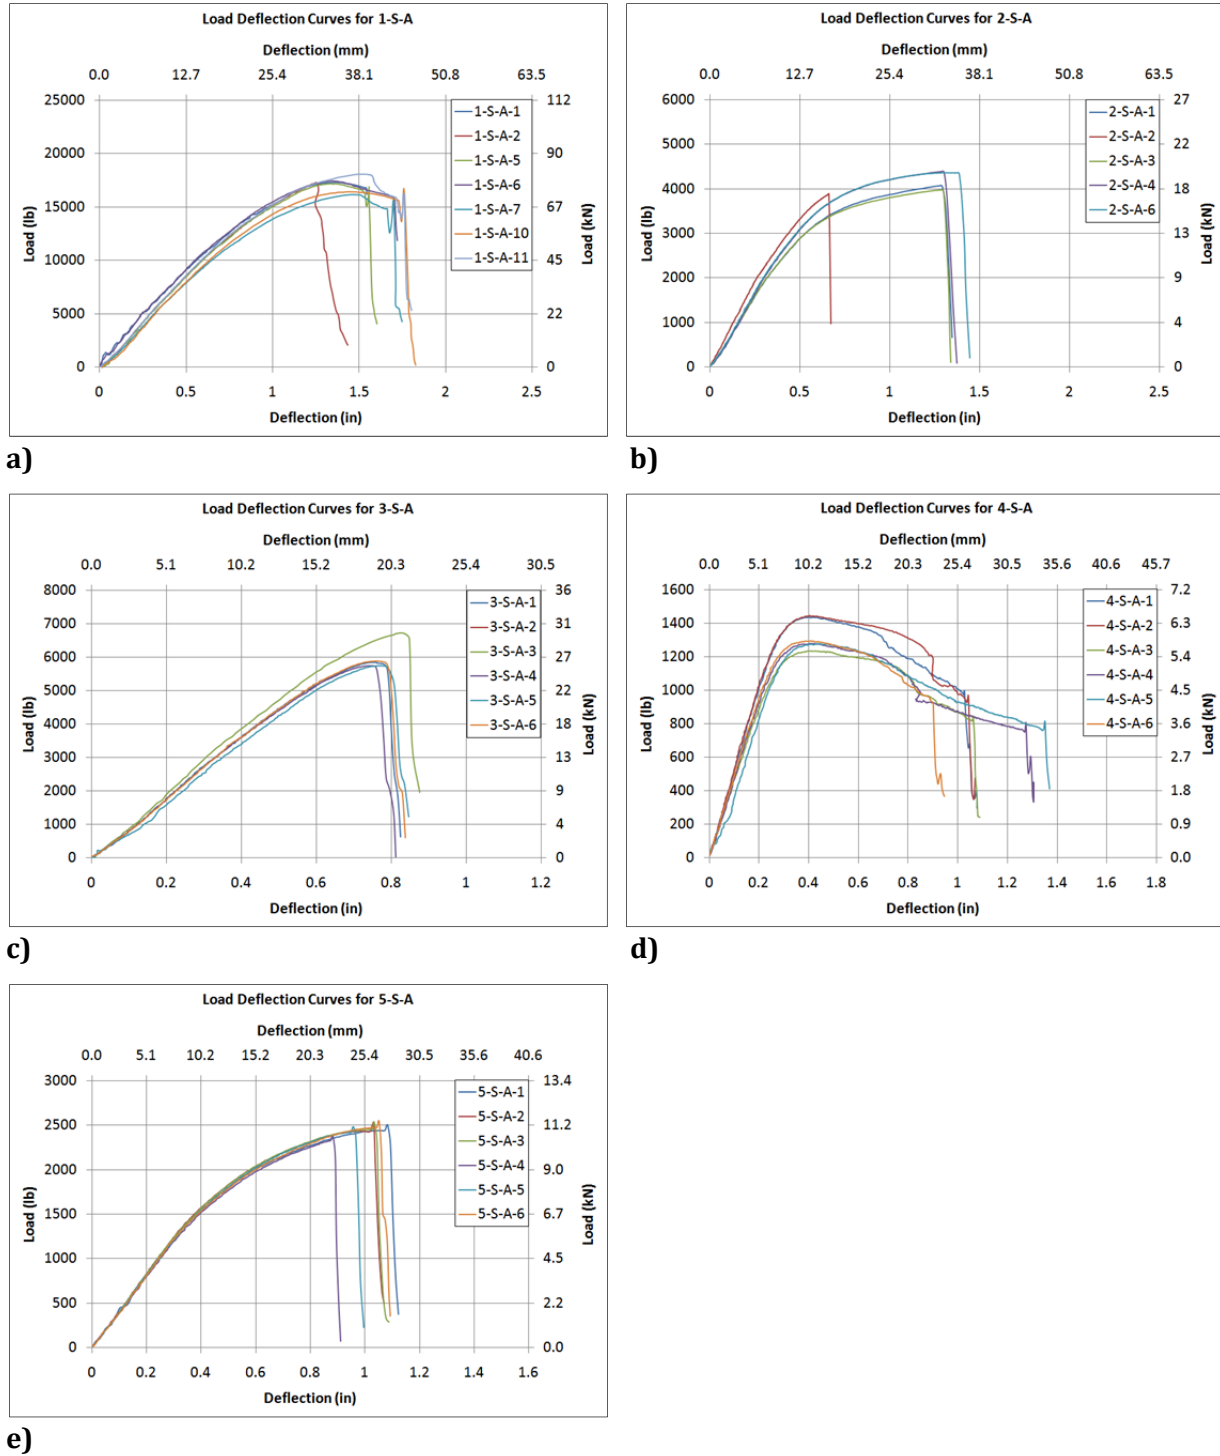 Load Deflection Curves for 1-S-A
Deflection (mm)
0.0 12.7 25.4 38.1 50.8 63.5
25000 112
20000 90
15000 67
10000 45
5000 22
0 0
Load (lb)
Load (kN)
1-S-A-1
1-S-A-2
1-S-A-5
1-S-A-6
1-S-A-7
1-S-A-10
1-S-A-11
0 0.5 1 1.5 2 2.5
Deflection (in)
a)
Load Deflection Curves for 2-S-A
Deflection (mm)
0.0 12.7 25.4 38.1 50.8 63.5
6000 27
5000 22
4000 18
3000 13
2000 9
1000 4
0 0
Load (lb)
Load (kN)
2-S-A-1
2-S-A-2
2-S-A-3
2-S-A-4
2-S-A-6
0 0.5 1 1.5 2 2.5
Deflection (in)
b)
Load Deflection Curves for 3-S-A
Deflection (mm)
0.0 5.1 10.2 15.2 20.3 25.4 30.5
8000 36
7000 31
6000 27
5000 22
4000 18
3000 13
2000 9
1000 4
0 0
Load (lb)
Load (kN)
3-S-A-1
3-S-A-2
3-S-A-3
3-S-A-4
3-S-A-5
3-S-A-6
0 0.2 0.4 0.6 0.8 1 1.2
Deflection (in)
c)
Load Deflection Curves for 4-S-A
Deflection (mm)
0.0 5.1 10.2 15.2 20.3 25.4 30.5 35.6 40.6 45.7
1600 7.2
1400 6.3
1200 5.4
1000 4.5
800 3.6
600 2.7
400 1.8
200 0.9
0 0.0
Load (lb)
Load (kN)
4-S-A-1
4-S-A-2
4-S-A-3
4-S-A-4
4-S-A-5
4-S-A-6
0 0.2 0.4 0.6 0.8 1 1.2 1.4 1.6 1.8
Deflection (in)
d)
Load Deflection Curves for 5-S-A
Deflection (mm)
0.0 5.1 10.2 15.2 20.3 25.4 30.5 35.6 40.6
3000 13.4
2500 11.2
2000 9.0
1500 6.7
1000 4.5
500 2.2
0 0.0
Load (lb)
Load (kN)
5-S-A-1
5-S-A-2
5-S-A-3
5-S-A-4
5-S-A-5
5-S-A-6
0 0.2 0.4 0.6 0.8 1 1.2 1.4 1.6
Deflection (in)
e)